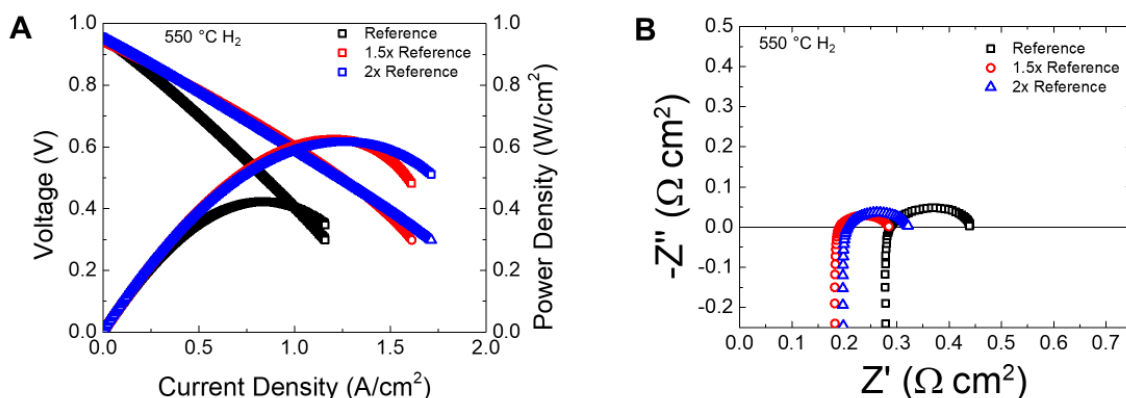 A
550 °C H₂
Reference
1.5x Reference
2x Reference
Voltage (V)
1.0
0.8
0.6
0.4
0.2
0.0
1.0
0.8
0.6
0.4
0.2
0.0
Power Density (W/cm²)
0.0 0.5 1.0 1.5 2.0
Current Density (A/cm²)
B
550 °C H₂
Reference
1.5x Reference
2x Reference
-Z'' (Ω cm²)
-0.5
0.4
0.3
0.2
0.1
0.0
-0.1
-0.2
0.0 0.1 0.2 0.3 0.4 0.5 0.6 0.7
Z' (Ω cm²)